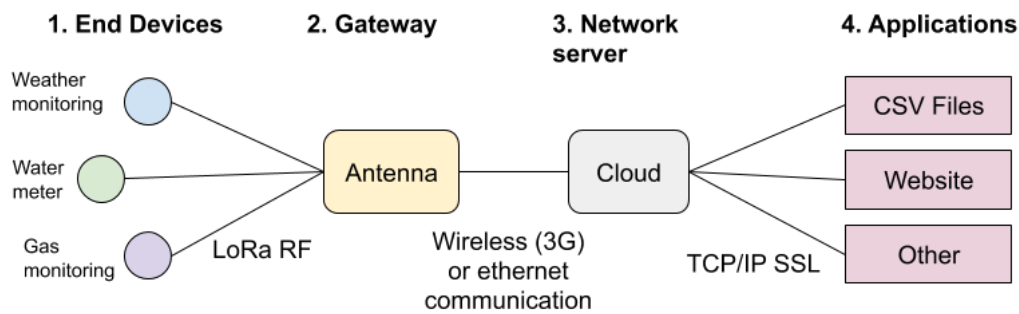 1. End Devices
2. Gateway
3. Network
server
4. Applications
Weather
monitoring
Water
meter
Gas
monitoring
LoRa RF
Antenna
Wireless (3G)
or ethernet
communication
Cloud
TCP/IP SSL
CSV Files
Website
Other